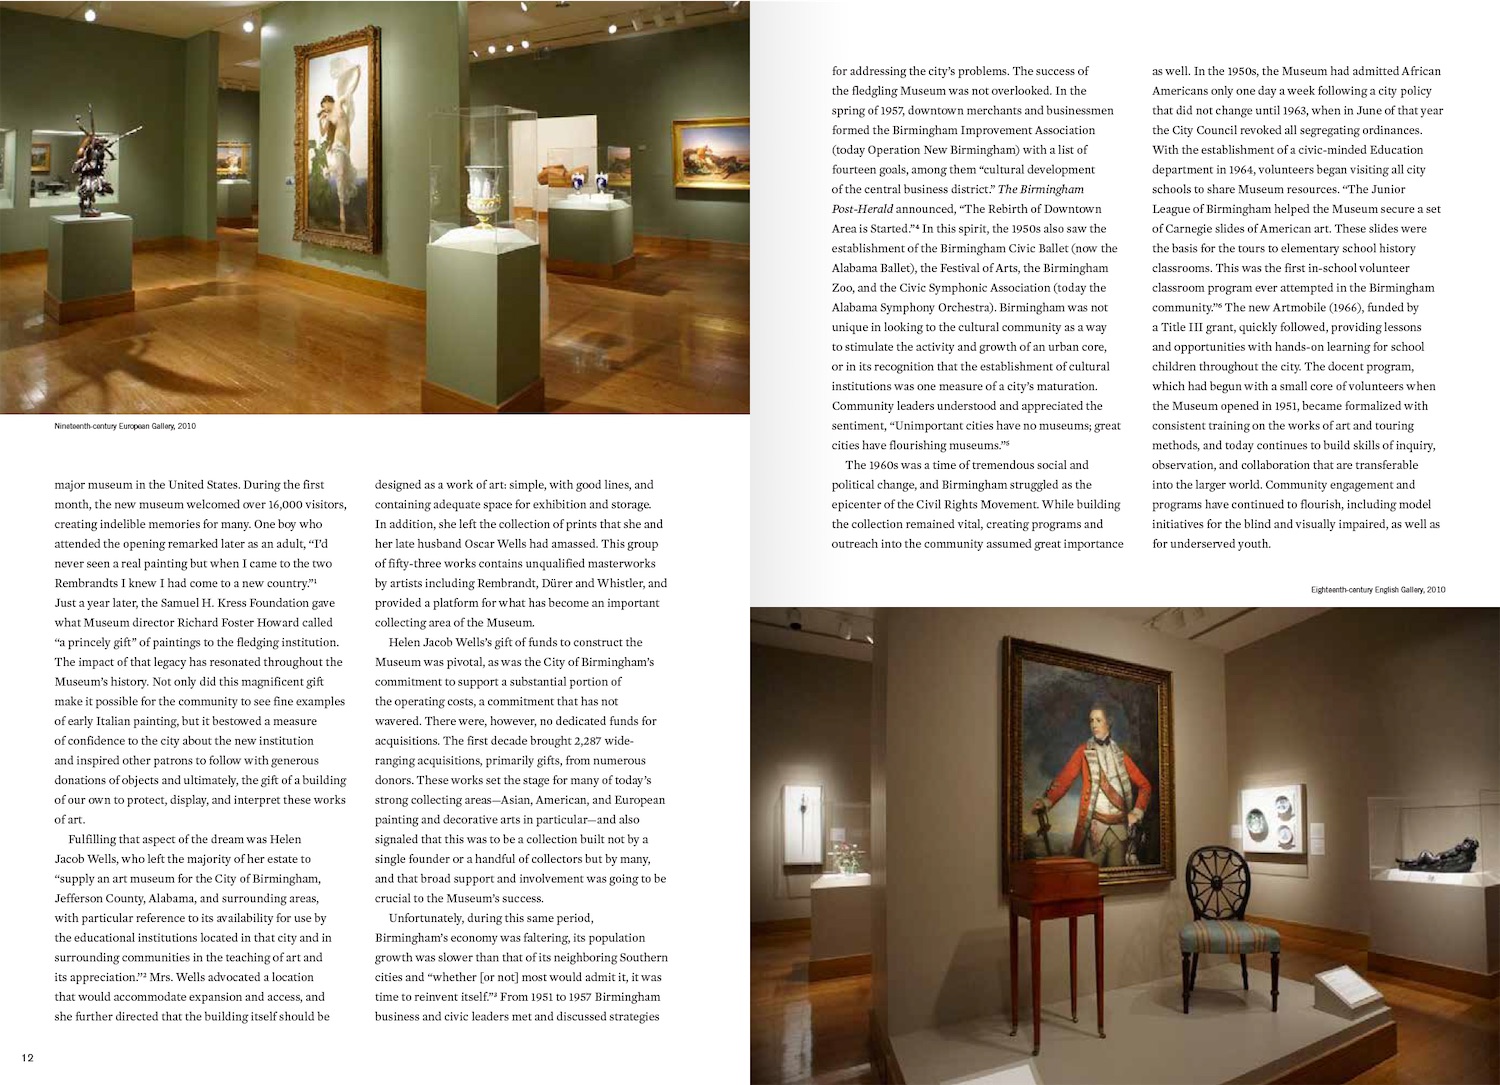 Nineteenth-century European Gallery, 2010
major museum in the United States. During the first
month, the new museum welcomed over 16,000 visitors,
creating indelible memories for many. One boy who
attended the opening remarked later as an adult, “I’d
never seen a real painting but when I came to the two
Rembrandts I knew I had come to a new country.”¹
Just a year later, the Samuel H. Kress Foundation gave
what Museum director Richard Foster Howard called
“a princely gift” of paintings to the fledging institution.
The impact of that legacy has resonated throughout the
Museum’s history. Not only did this magnificent gift
make it possible for the community to see fine examples
of early Italian painting, but it bestowed a measure
of confidence to the city about the new institution
and inspired other patrons to follow with generous
donations of objects and ultimately, the gift of a building
of our own to protect, display, and interpret these works
of art.
Fulfilling that aspect of the dream was Helen
Jacob Wells, who left the majority of her estate to
“supply an art museum for the City of Birmingham,
Jefferson County, Alabama, and surrounding areas,
with particular reference to its availability for use by
the educational institutions located in that city and in
surrounding communities in the teaching of art and
its appreciation.”² Mrs. Wells advocated a location
that would accommodate expansion and access, and
she further directed that the building itself should be
designed as a work of art: simple, with good lines, and
containing adequate space for exhibition and storage.
In addition, she left the collection of prints that she and
her late husband Oscar Wells had amassed. This group
of fifty-three works contains unqualified masterworks
by artists including Rembrandt, Dürer and Whistler, and
provided a platform for what has become an important
collecting area of the Museum.
Helen Jacob Wells’s gift of funds to construct the
Museum was pivotal, as was the City of Birmingham’s
commitment to support a substantial portion of
the operating costs, a commitment that has not
wavered. There were, however, no dedicated funds for
acquisitions. The first decade brought 2,287 wide-
ranging acquisitions, primarily gifts, from numerous
donors. These works set the stage for many of today’s
strong collecting areas—Asian, American, and European
painting and decorative arts in particular—and also
signaled that this was to be a collection built not by a
single founder or a handful of collectors but by many,
and that broad support and involvement was going to be
crucial to the Museum’s success.
Unfortunately, during this same period,
Birmingham’s economy was faltering, its population
growth was slower than that of its neighboring Southern
cities and “whether [or not] most would admit it, it was
time to reinvent itself.”³ From 1951 to 1957 Birmingham
business and civic leaders met and discussed strategies
12
for addressing the city’s problems. The success of
the fledgling Museum was not overlooked. In the
spring of 1957, downtown merchants and businessmen
formed the Birmingham Improvement Association
(today Operation New Birmingham) with a list of
fourteen goals, among them “cultural development
of the central business district.” The Birmingham
Post-Herald announced, “The Rebirth of Downtown
Area is Started.”⁴ In this spirit, the 1950s also saw the
establishment of the Birmingham Civic Ballet (now the
Alabama Ballet), the Festival of Arts, the Birmingham
Zoo, and the Civic Symphonic Association (today the
Alabama Symphony Orchestra). Birmingham was not
unique in looking to the cultural community as a way
to stimulate the activity and growth of an urban core,
or in its recognition that the establishment of cultural
institutions was one measure of a city’s maturation.
Community leaders understood and appreciated the
sentiment, “Unimportant cities have no museums; great
cities have flourishing museums.”⁵
The 1960s was a time of tremendous social and
political change, and Birmingham struggled as the
epicenter of the Civil Rights Movement. While building
the collection remained vital, creating programs and
outreach into the community assumed great importance
as well. In the 1950s, the Museum had admitted African
Americans only one day a week following a city policy
that did not change until 1963, when in June of that year
the City Council revoked all segregating ordinances.
With the establishment of a civic-minded Education
department in 1964, volunteers began visiting all city
schools to share Museum resources. “The Junior
League of Birmingham helped the Museum secure a set
of Carnegie slides of American art. These slides were
the basis for the tours to elementary school history
classrooms. This was the first in-school volunteer
classroom program ever attempted in the Birmingham
community.”⁶ The new Artmobile (1966), funded by
a Title III grant, quickly followed, providing lessons
and opportunities with hands-on learning for school
children throughout the city. The docent program,
which had begun with a small core of volunteers when
the Museum opened in 1951, became formalized with
consistent training on the works of art and touring
methods, and today continues to build skills of inquiry,
observation, and collaboration that are transferable
into the larger world. Community engagement and
programs have continued to flourish, including model
initiatives for the blind and visually impaired, as well as
for underserved youth.
Eighteenth-century English Gallery, 2010